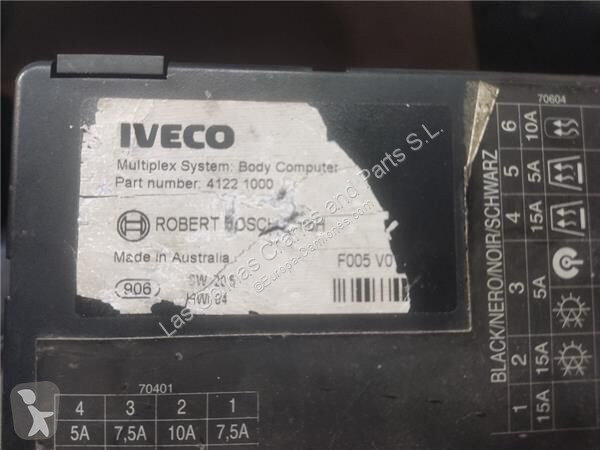 IVECO
Multiplex System: Body Computer
Part number: 4122 1000
BOSCH
ROBERT BOSCH
Made in Australia
F005 V0
906
SW 20.5
HW 84
70401
4 3 2 1
5A 7,5A 10A 7,5A
70604
BLACK/NERO/NOIR/SCHWARZ
6 10A
5 5A
4 15A
3 5A
2 15A
1 15A
Las Cranes and Parts S.L.